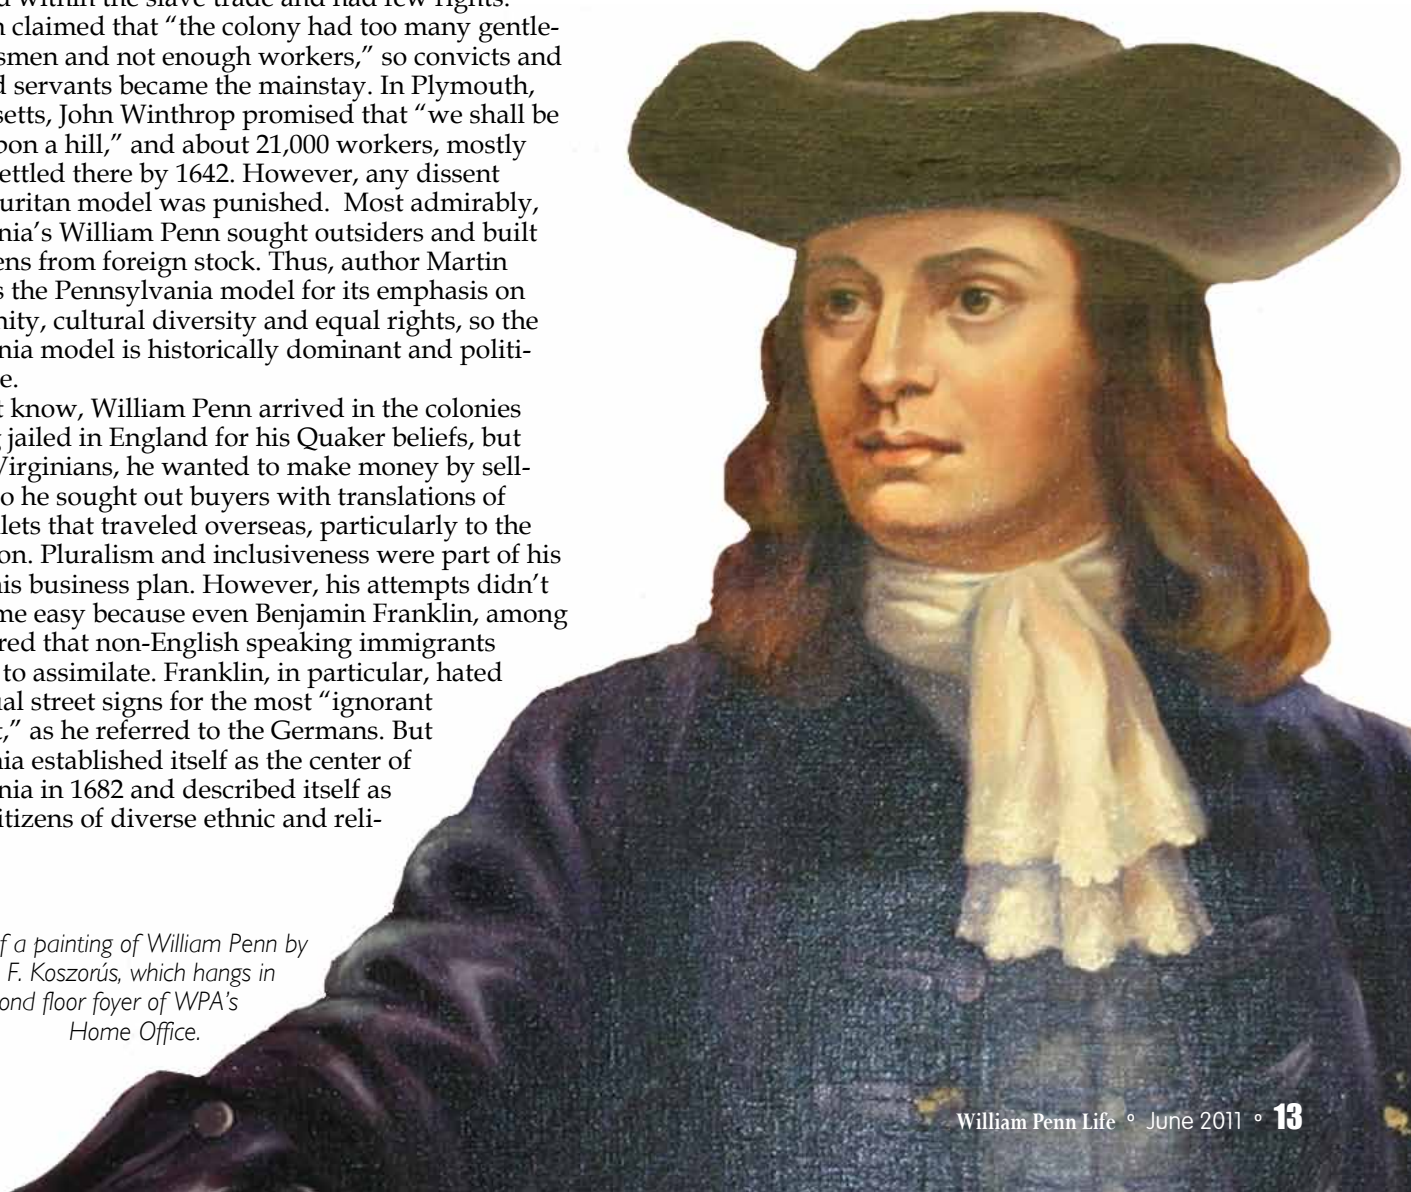 within the slave trade and had few rights.
claimed that “the colony had too many gentle-
smen and not enough workers,” so convicts and
d servants became the mainstay. In Plymouth,
setts, John Winthrop promised that “we shall be
pon a hill,” and about 21,000 workers, mostly
ettled there by 1642. However, any dissent
uritan model was punished.  Most admirably,
nia’s William Penn sought outsiders and built
ens from foreign stock. Thus, author Martin
s the Pennsylvania model for its emphasis on
nity, cultural diversity and equal rights, so the
nia model is historically dominant and politi-
e.
t know, William Penn arrived in the colonies
g jailed in England for his Quaker beliefs, but
Virginians, he wanted to make money by sell-
o he sought out buyers with translations of
lets that traveled overseas, particularly to the
on. Pluralism and inclusiveness were part of his
his business plan. However, his attempts didn’t
me easy because even Benjamin Franklin, among
red that non-English speaking immigrants
to assimilate. Franklin, in particular, hated
ual street signs for the most “ignorant
t,” as he referred to the Germans. But
nia established itself as the center of
nia in 1682 and described itself as
itizens of diverse ethnic and reli-
f a painting of William Penn by
F. Koszorús, which hangs in
ond floor foyer of WPA’s
Home Office.
William Penn Life ° June 2011 ° 13